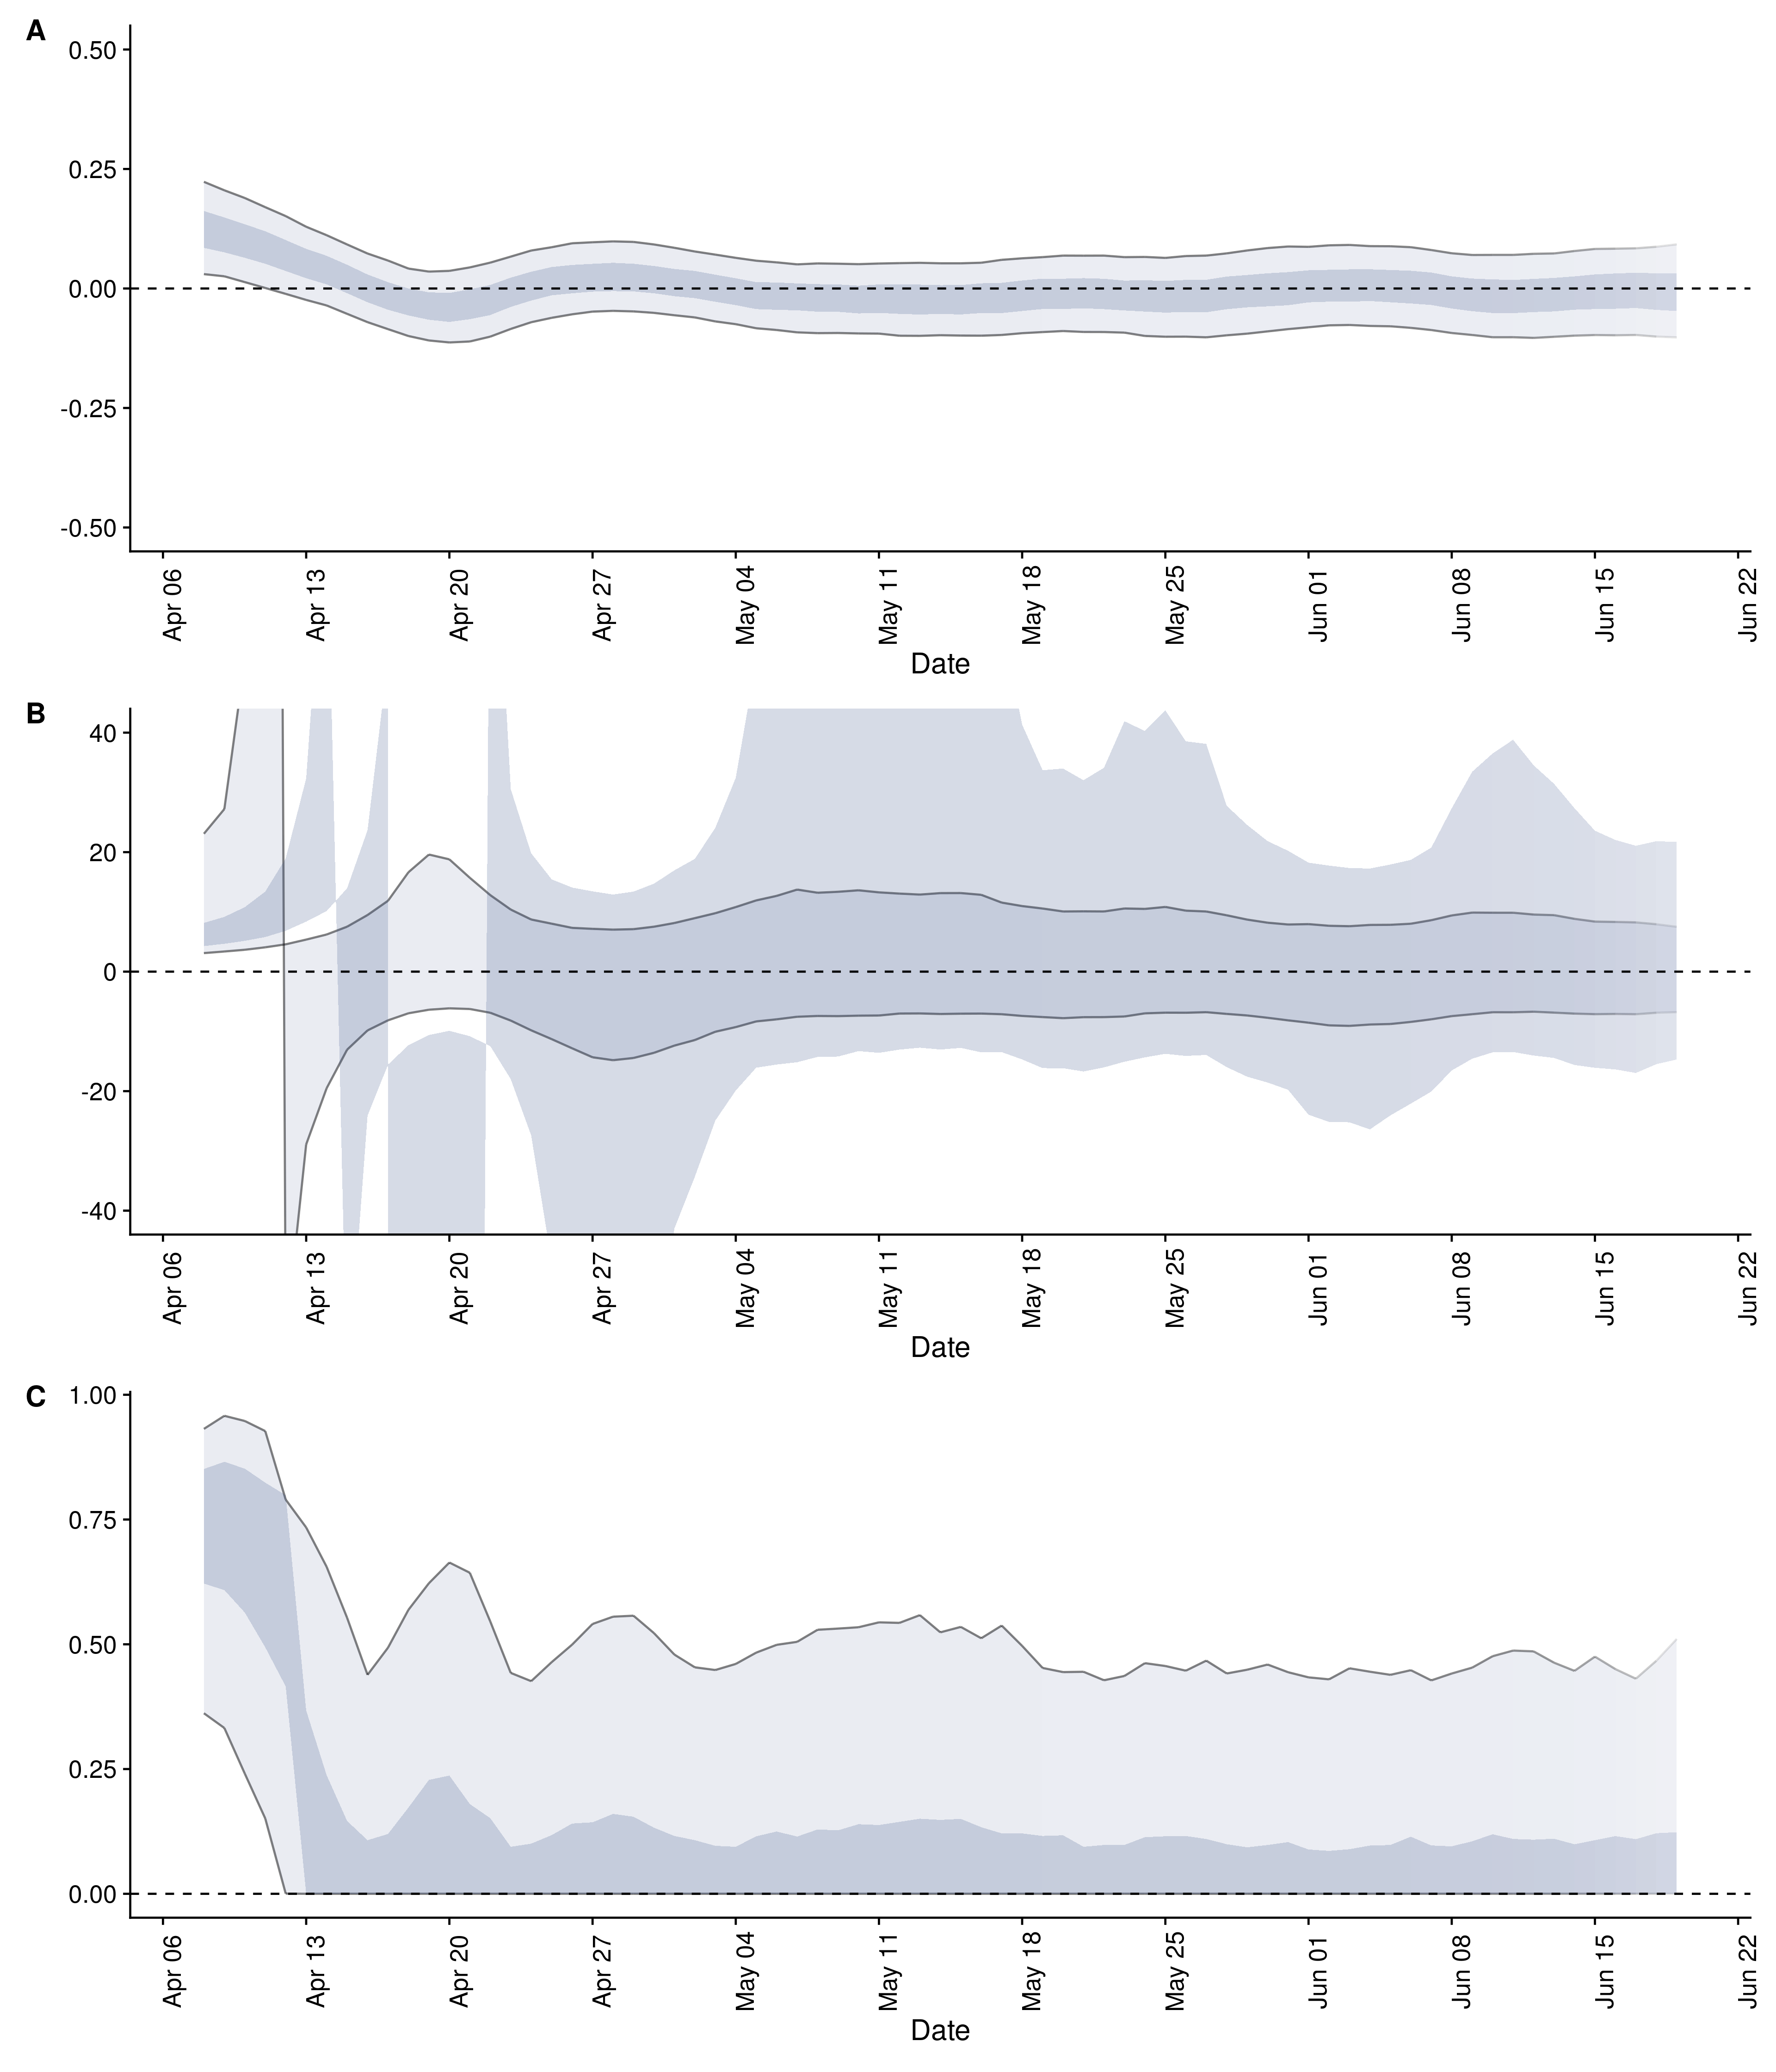 A
0.50
0.25
0.00
-0.25
-0.50
Apr 06
Apr 13
Apr 20
Apr 27
May 04
May 11
May 18
May 25
Jun 01
Jun 08
Jun 15
Jun 22
Date
B
40
20
0
-20
-40
Apr 06
Apr 13
Apr 20
Apr 27
May 04
May 11
May 18
May 25
Jun 01
Jun 08
Jun 15
Jun 22
Date
C
1.00
0.75
0.50
0.25
0.00
Apr 06
Apr 13
Apr 20
Apr 27
May 04
May 11
May 18
May 25
Jun 01
Jun 08
Jun 15
Jun 22
Date